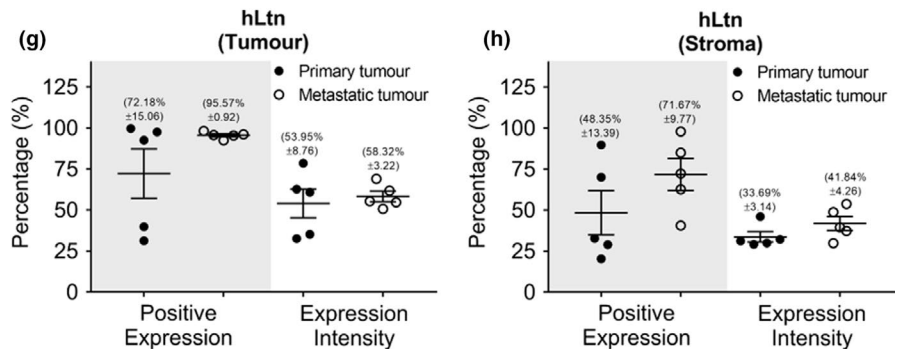 (g)
hLtn
(Tumour)
Primary tumour
Metastatic tumour
(72.18%
±15.06)
(95.57%
±0.92)
(53.95%
±8.76)
(58.32%
±3.22)
Percentage (%)
125
100
75
50
25
0
Positive
Expression
Expression
Intensity
(h)
hLtn
(Stroma)
Primary tumour
Metastatic tumour
(48.35%
±13.39)
(71.67%
±9.77)
(33.69%
±3.14)
(41.84%
±4.26)
Percentage (%)
125
100
75
50
25
0
Positive
Expression
Expression
Intensity